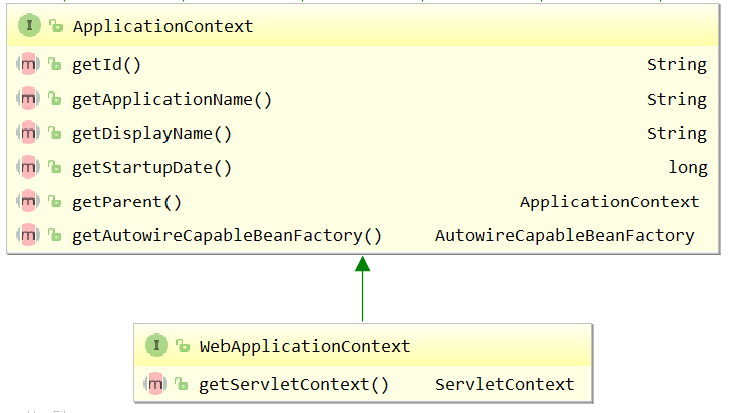 I ApplicationContext
m getId() String
m getApplicationName() String
m getDisplayName() String
m getStartupDate() long
m getParent() ApplicationContext
m getAutowireCapableBeanFactory() AutowireCapableBeanFactory
I WebApplicationContext
m getServletContext() ServletContext